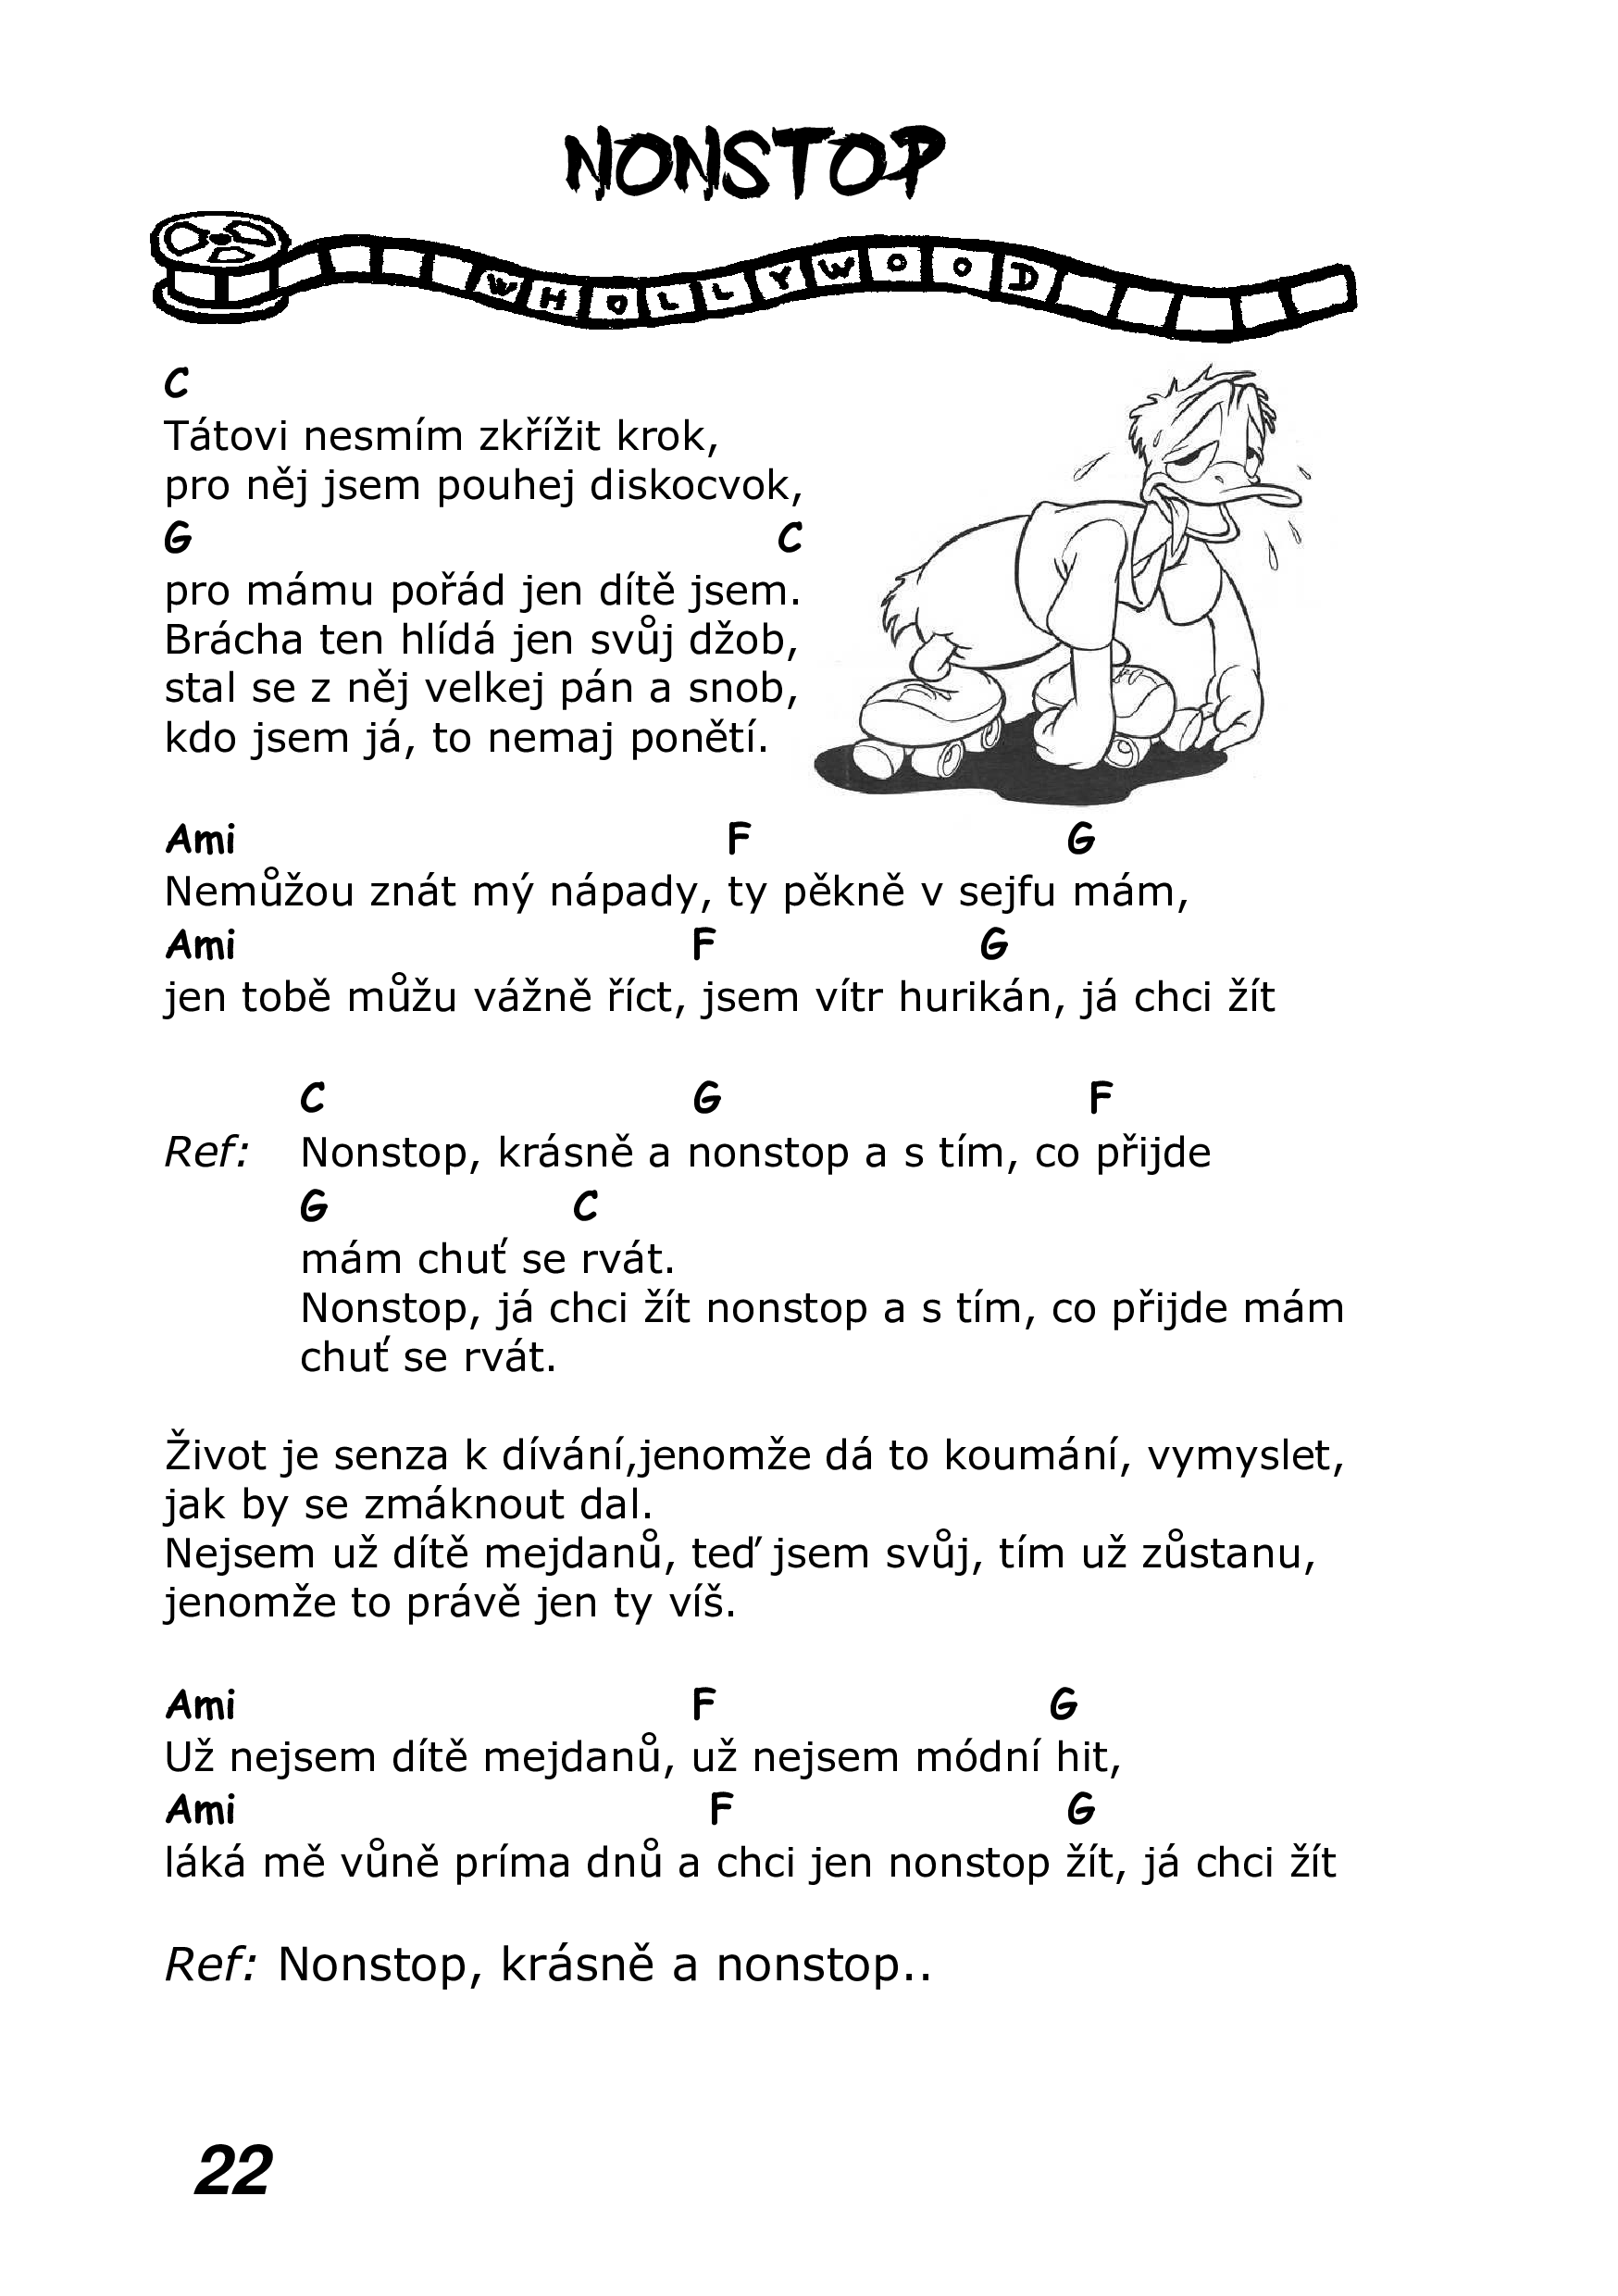 NONSTOP
WHOLLYWOOD
C
Tátovi nesmím zkřížit krok,
pro něj jsem pouhej diskocvok,
G C
pro mámu pořád jen dítě jsem.
Brácha ten hlídá jen svůj džob,
stal se z něj velkej pán a snob,
kdo jsem já, to nemaj ponětí.
Ami F G
Nemůžou znát mý nápady, ty pěkně v sejfu mám,
Ami F G
jen tobě můžu vážně říct, jsem vítr hurikán, já chci žít
C G F
Ref: Nonstop, krásně a nonstop a s tím, co přijde
G C
mám chuť se rvát.
Nonstop, já chci žít nonstop a s tím, co přijde mám
chuť se rvát.
Život je senza k dívání,jenomže dá to koumání, vymyslet,
jak by se zmáknout dal.
Nejsem už dítě mejdanů, teď jsem svůj, tím už zůstanu,
jenomže to právě jen ty víš.
Ami F G
Už nejsem dítě mejdanů, už nejsem módní hit,
Ami F G
láká mě vůně príma dnů a chci jen nonstop žít, já chci žít
Ref: Nonstop, krásně a nonstop..
22